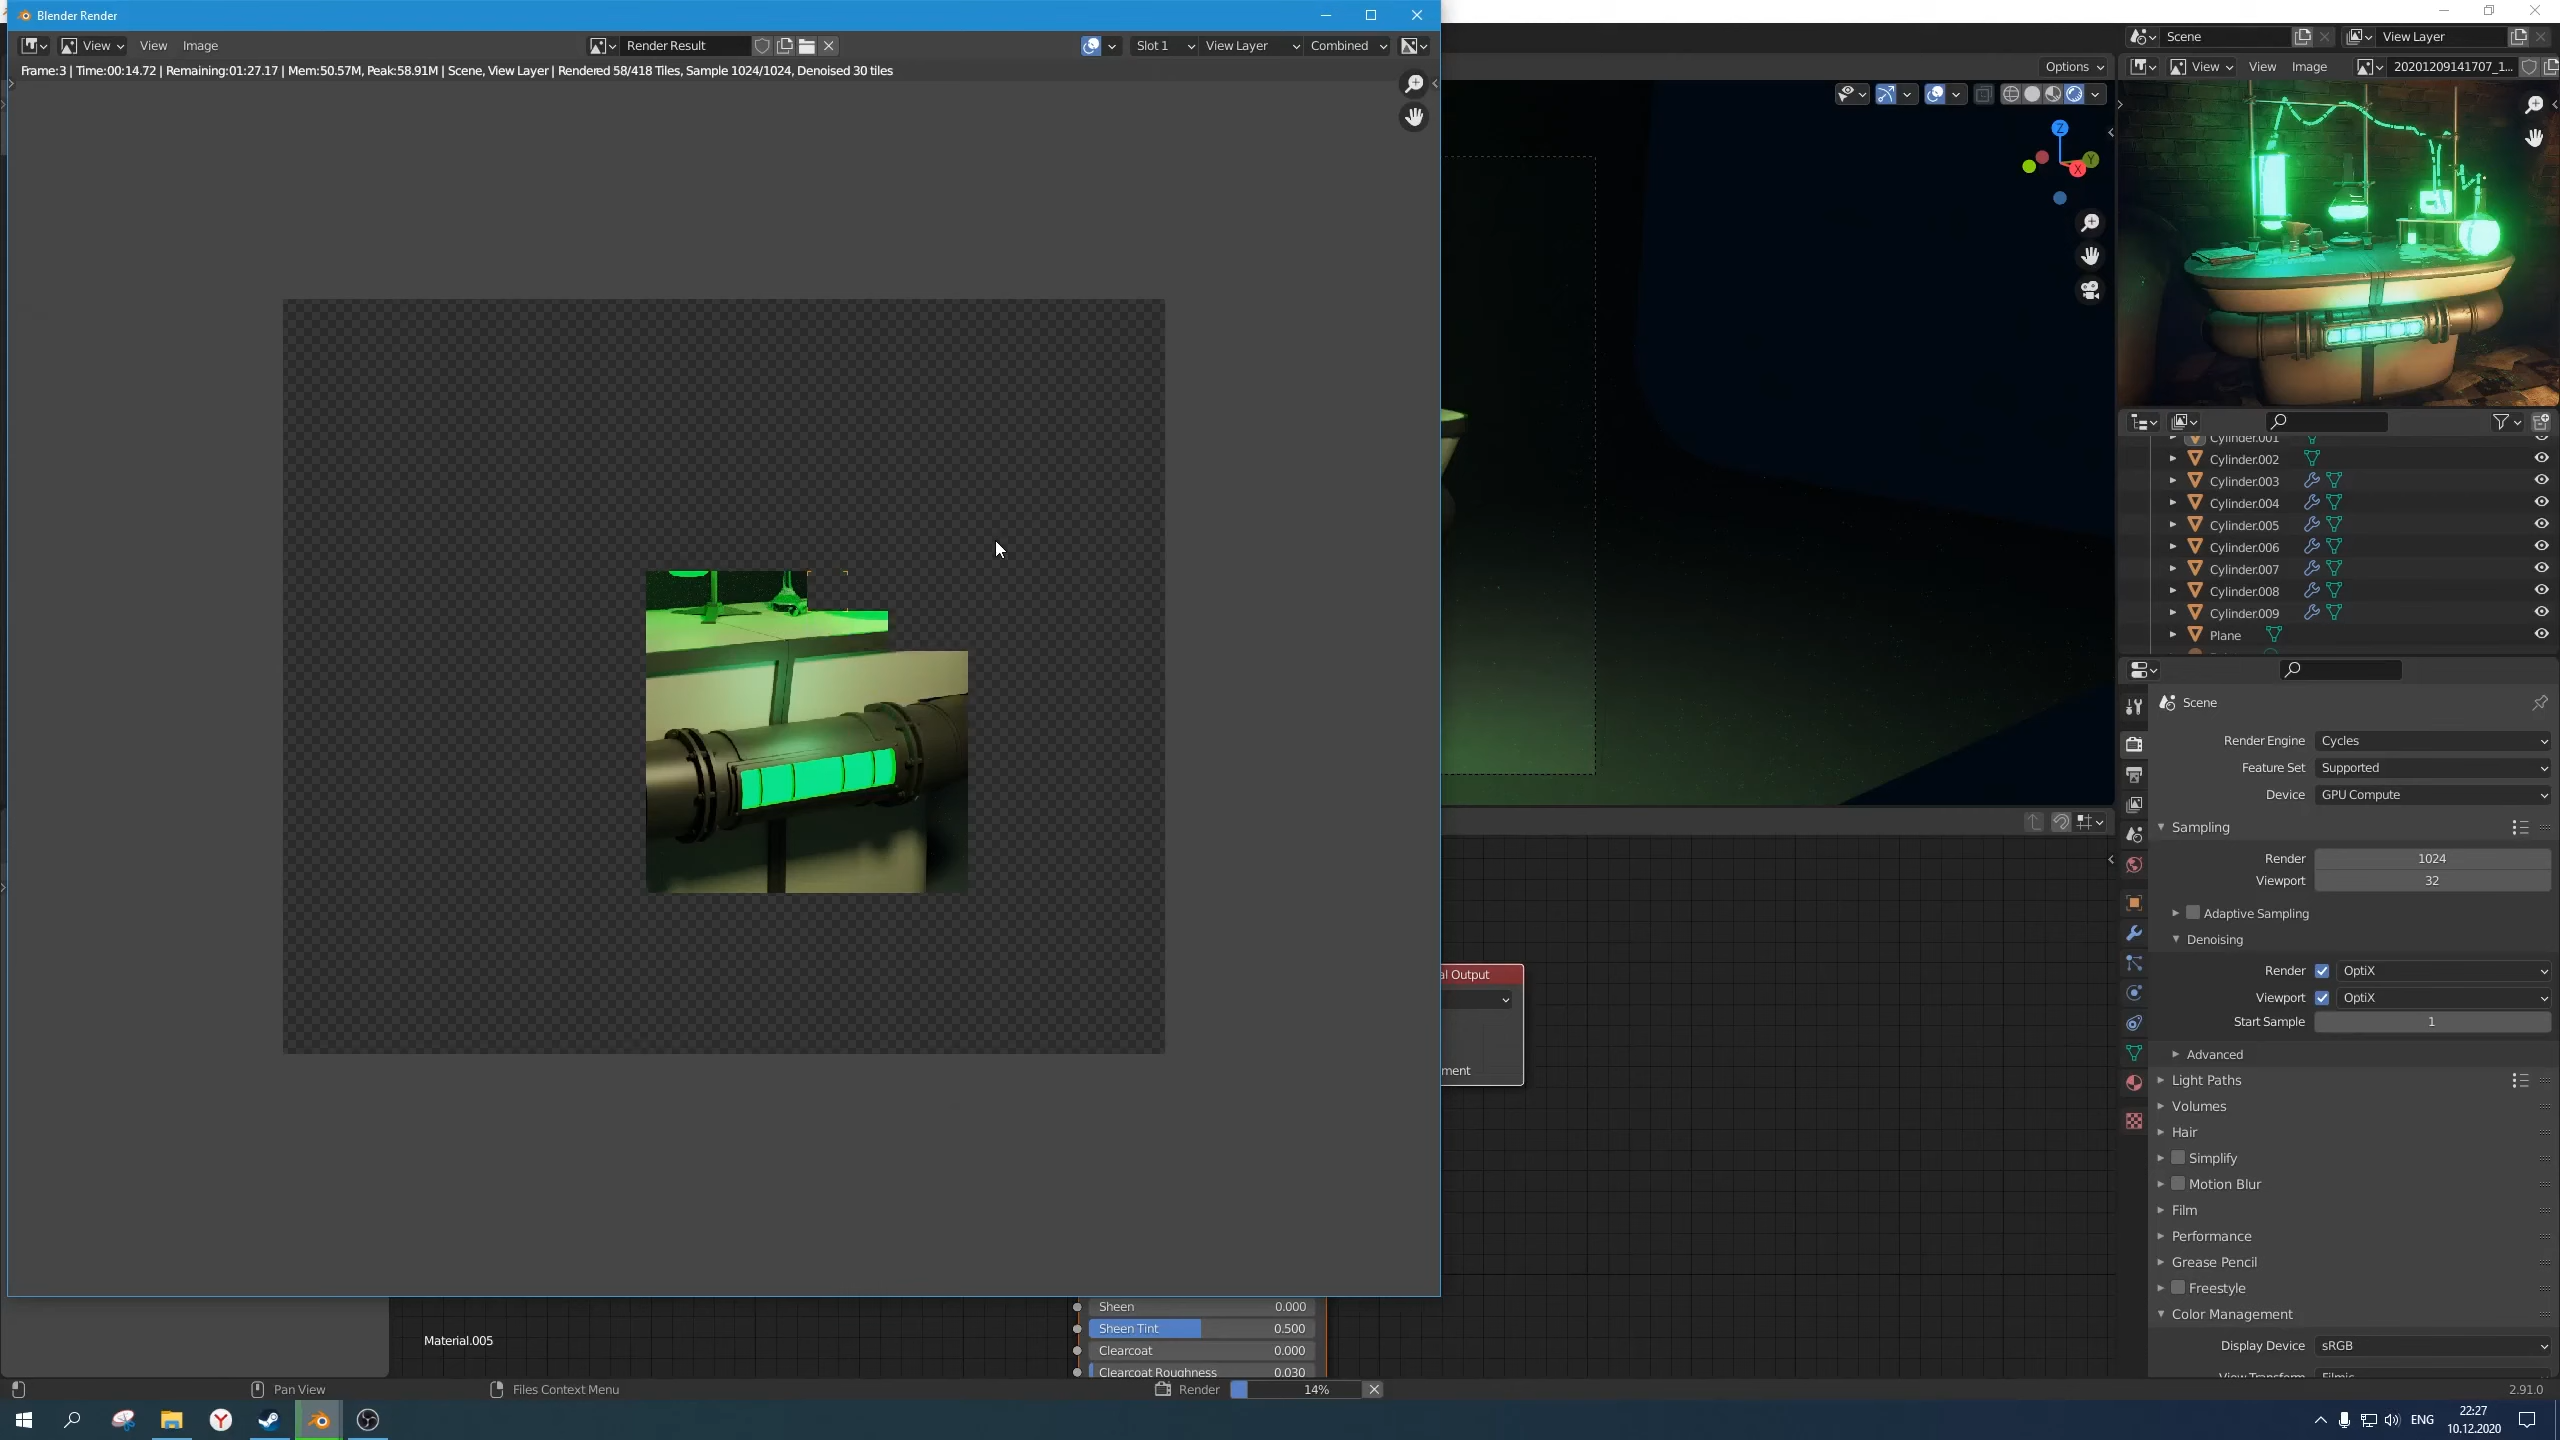 Blender Render
View View Image Render Result Slot 1 View Layer Combined
Frame:3 | Time:00:14.72 | Remaining:01:27.17 | Mem:50.57M, Peak:58.91M | Scene, View Layer | Rendered 58/418 Tiles, Sample 1024/1024, Denoised 30 tiles
Scene View Layer
Options View View Image 20201209141707_1...
Z
Y
X
Cylinder.001
Cylinder.002
Cylinder.003
Cylinder.004
Cylinder.005
Cylinder.006
Cylinder.007
Cylinder.008
Cylinder.009
Plane
Scene
Render Engine Cycles
Feature Set Supported
Device GPU Compute
Sampling
Render 1024
Viewport 32
Adaptive Sampling
Denoising
Render OptiX
Viewport OptiX
Start Sample 1
Advanced
Light Paths
Volumes
Hair
Simplify
Motion Blur
Film
Performance
Grease Pencil
Freestyle
Color Management
Display Device sRGB
View Transform Filmic
al Output
ment
Sheen 0.000
Sheen Tint 0.500
Clearcoat 0.000
Clearcoat Roughness 0.030
Material.005
Pan View Files Context Menu Render 14% 2.91.0
ENG 22:27
10.12.2020